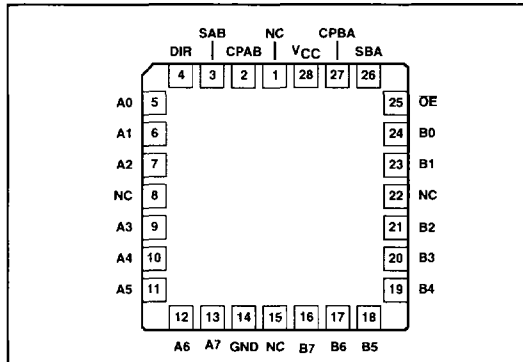 SAB NC CPBA
DIR CPAB VCC SBA
4 3 2 1 28 27 26
A0 5 25 O̅E̅
A1 6 24 B0
A2 7 23 B1
NC 8 22 NC
A3 9 21 B2
A4 10 20 B3
A5 11 19 B4
12 13 14 15 16 17 18
A6 A7 GND NC B7 B6 B5